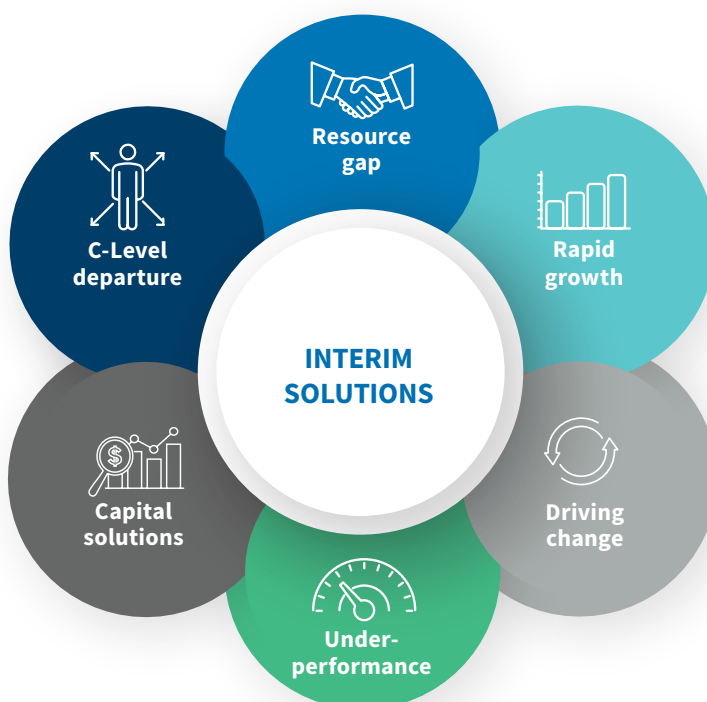 Resource
gap
Rapid
growth
Driving
change
Under-
performance
Capital
solutions
C-Level
departure
INTERIM
SOLUTIONS
$